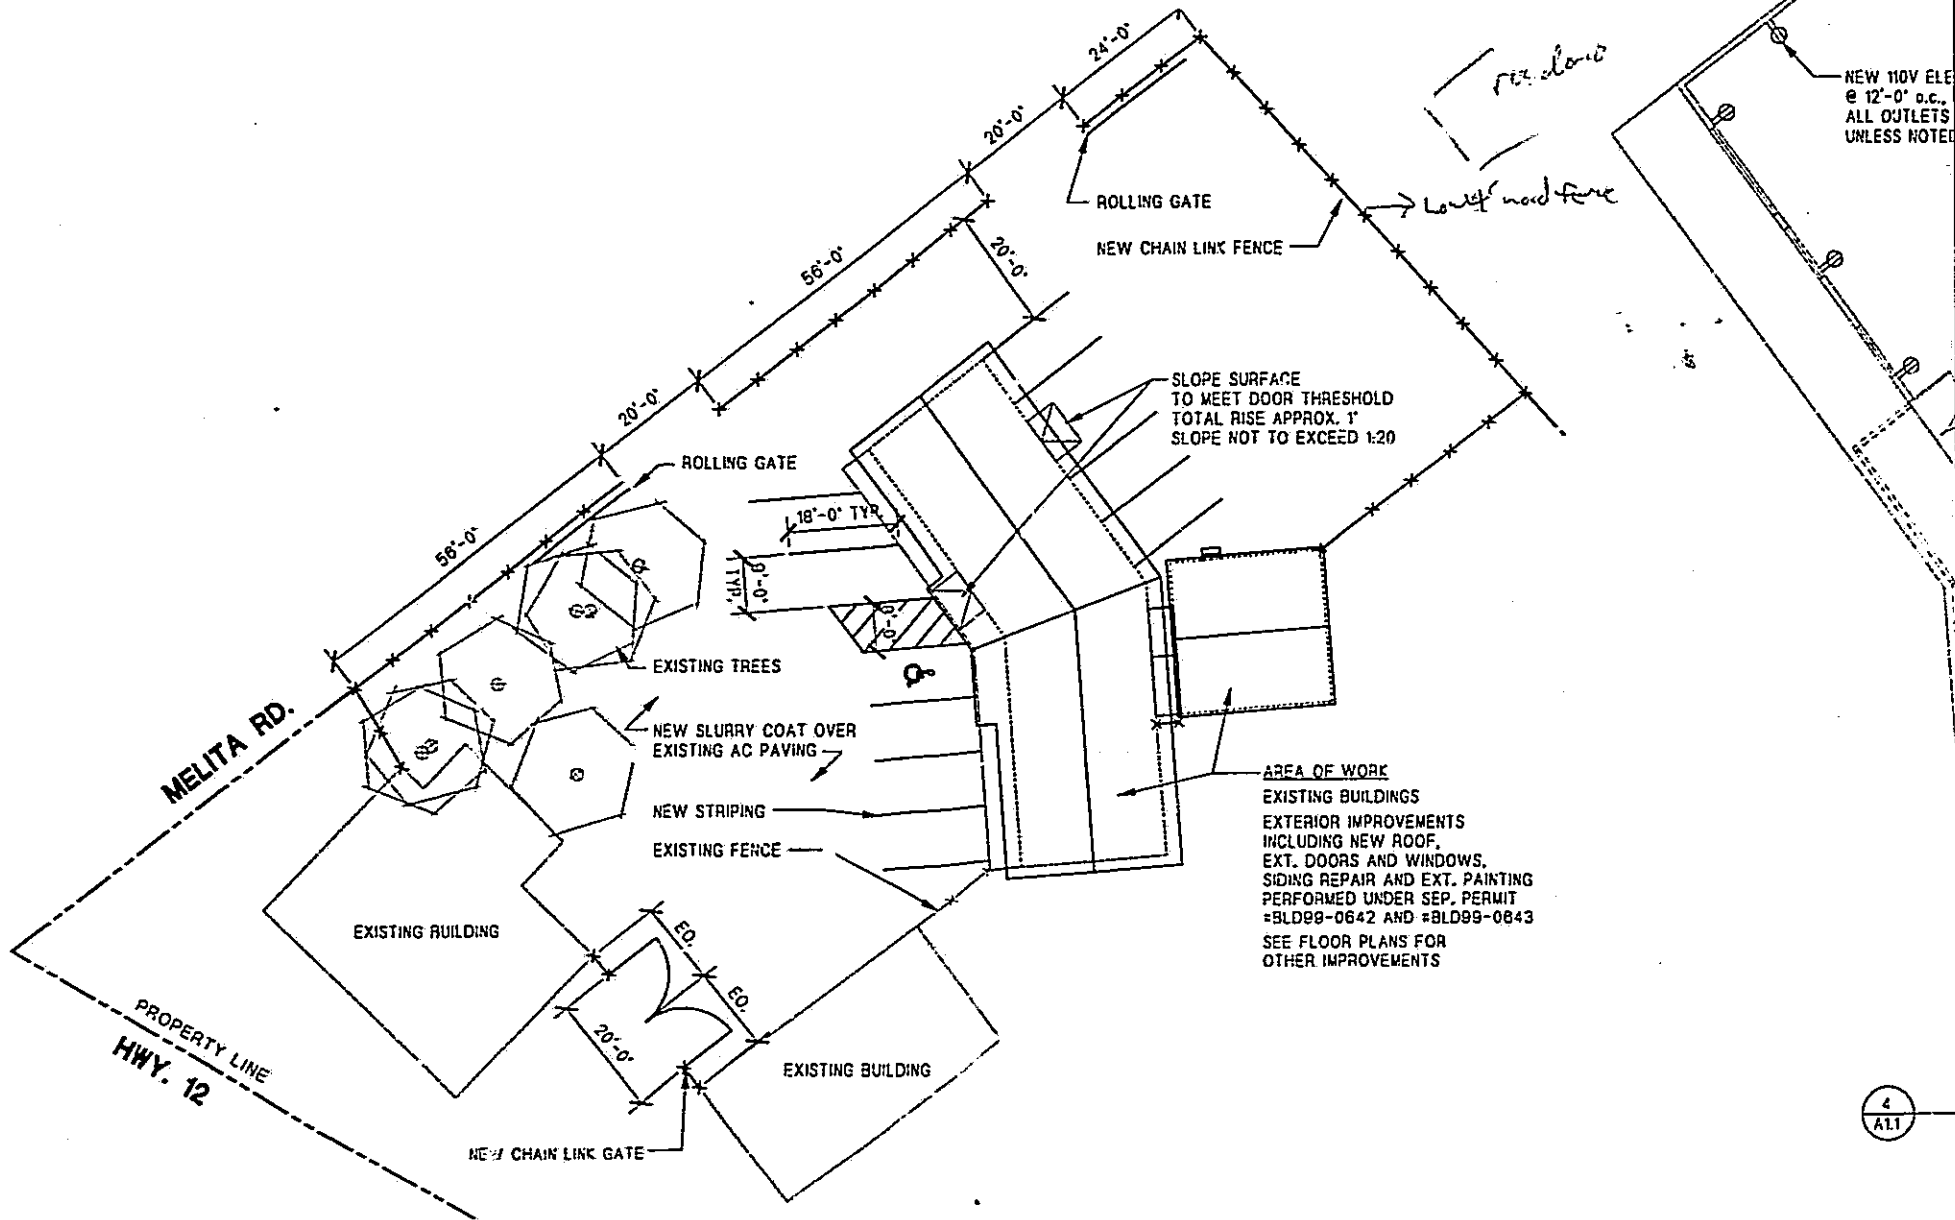 24'-0"
20'-0"
56'-0"
20'-0"
56'-0"
20'-0"
ROLLING GATE
NEW CHAIN LINK FENCE
wood fence
NEW 110V ELE
@ 12'-0" o.c.,
ALL OUTLETS
UNLESS NOTED
SLOPE SURFACE
TO MEET DOOR THRESHOLD
TOTAL RISE APPROX. 1"
SLOPE NOT TO EXCEED 1:20
ROLLING GATE
18'-0" TYP.
9'-0"
TYP.
EXISTING TREES
MELITA RD.
NEW SLURRY COAT OVER
EXISTING AC PAVING
NEW STRIPING
EXISTING FENCE
AREA OF WORK
EXISTING BUILDINGS
EXTERIOR IMPROVEMENTS
INCLUDING NEW ROOF,
EXT. DOORS AND WINDOWS,
SIDING REPAIR AND EXT. PAINTING
PERFORMED UNDER SEP. PERMIT
#BLD99-0642 AND #BLD99-0643
SEE FLOOR PLANS FOR
OTHER IMPROVEMENTS
EXISTING BUILDING
EQ.
EQ.
20'-0"
EXISTING BUILDING
PROPERTY LINE
HWY. 12
NEW CHAIN LINK GATE
4
A1.1